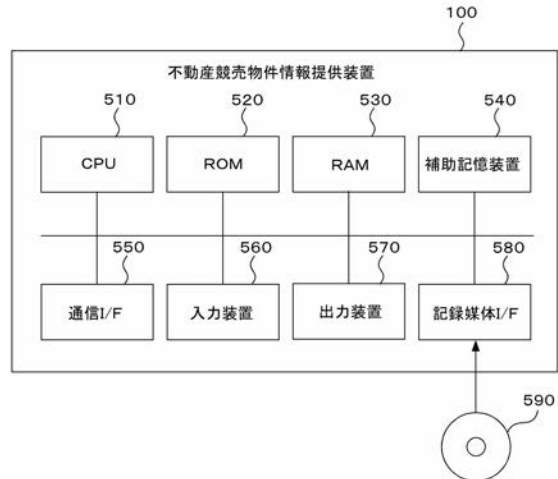 100
不動産競売物件情報提供装置
510 520 530 540
CPU ROM RAM 補助記憶装置
550 560 570 580
通信I/F 入力装置 出力装置 記録媒体I/F
590